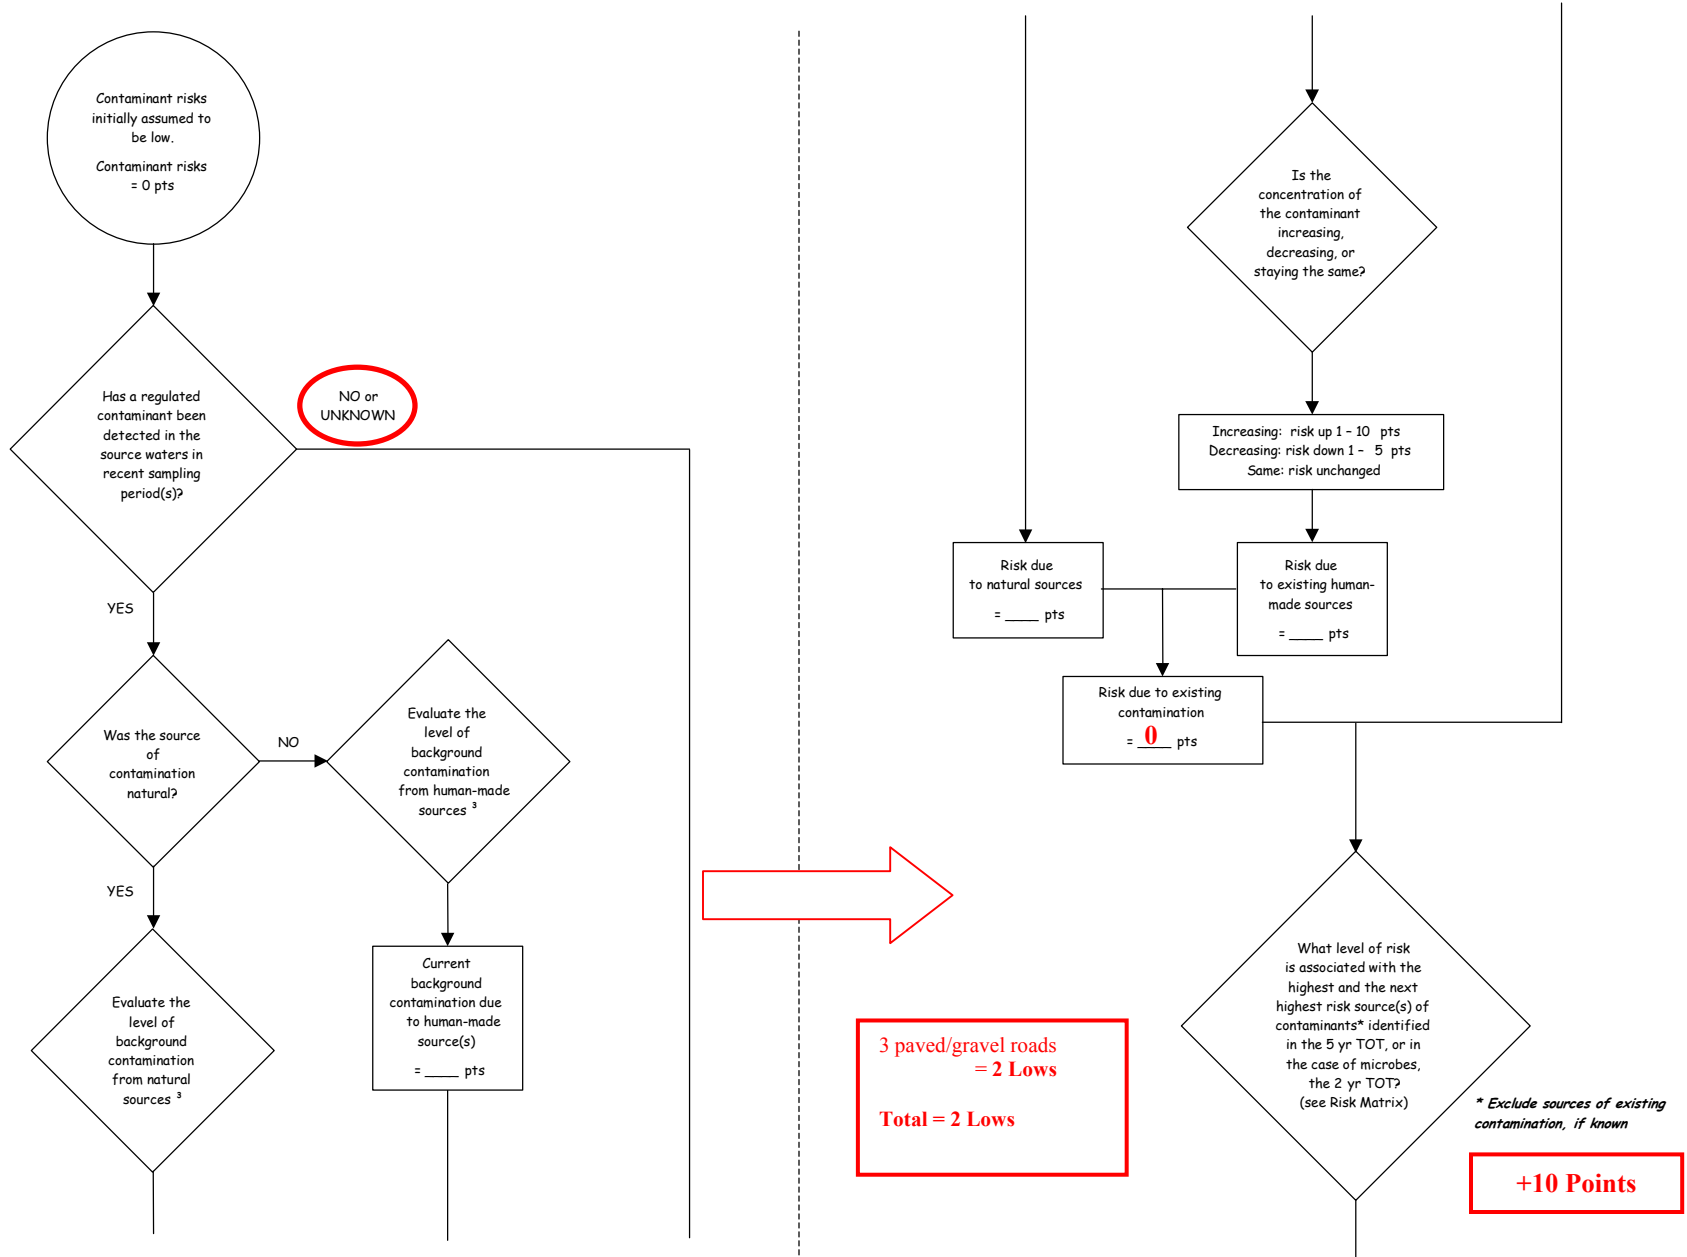 Contaminant risks
initially assumed to
be low.
Contaminant risks
= 0 pts
Has a regulated
contaminant been
detected in the
source waters in
recent sampling
period(s)?
NO or
UNKNOWN
YES
Was the source
of
contamination
natural?
NO
Evaluate the
level of
background
contamination
from human-made
sources ³
YES
Evaluate the
level of
background
contamination
from natural
sources ³
Current
background
contamination due
to human-made
source(s)
= ____ pts
Is the
concentration of
the contaminant
increasing,
decreasing, or
staying the same?
Increasing: risk up 1 – 10 pts
Decreasing: risk down 1 – 5 pts
Same: risk unchanged
Risk due
to natural sources
= ____ pts
Risk due
to existing human-
made sources
= ____ pts
Risk due to existing
contamination
= 0 pts
What level of risk
is associated with the
highest and the next
highest risk source(s) of
contaminants* identified
in the 5 yr TOT, or in
the case of microbes,
the 2 yr TOT?
(see Risk Matrix)
* Exclude sources of existing
contamination, if known
3 paved/gravel roads
= 2 Lows
Total = 2 Lows
+10 Points